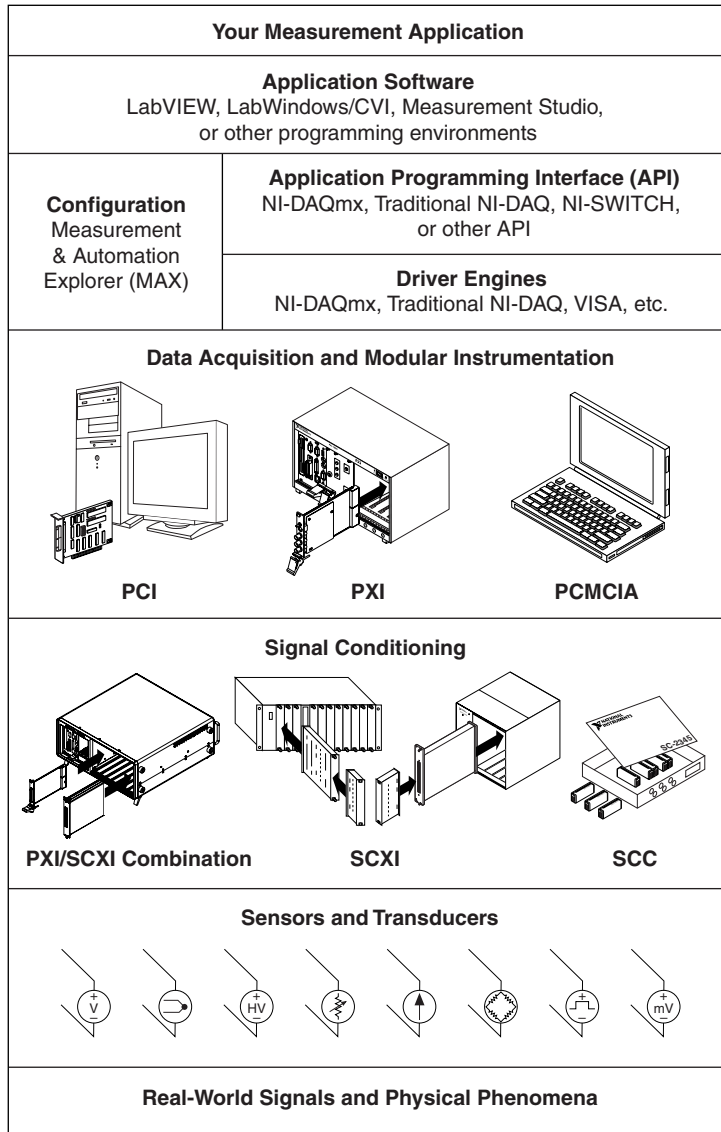 Your Measurement Application
Application Software
LabVIEW, LabWindows/CVI, Measurement Studio,
or other programming environments
Configuration
Measurement
& Automation
Explorer (MAX)
Application Programming Interface (API)
NI-DAQmx, Traditional NI-DAQ, NI-SWITCH,
or other API
Driver Engines
NI-DAQmx, Traditional NI-DAQ, VISA, etc.
Data Acquisition and Modular Instrumentation
PCI
PXI
PCMCIA
Signal Conditioning
NATIONAL
INSTRUMENTS
SC-2345
PXI/SCXI Combination
SCXI
SCC
Sensors and Transducers
+
V
–
+
HV
–
+
–
+
mV
–
Real-World Signals and Physical Phenomena